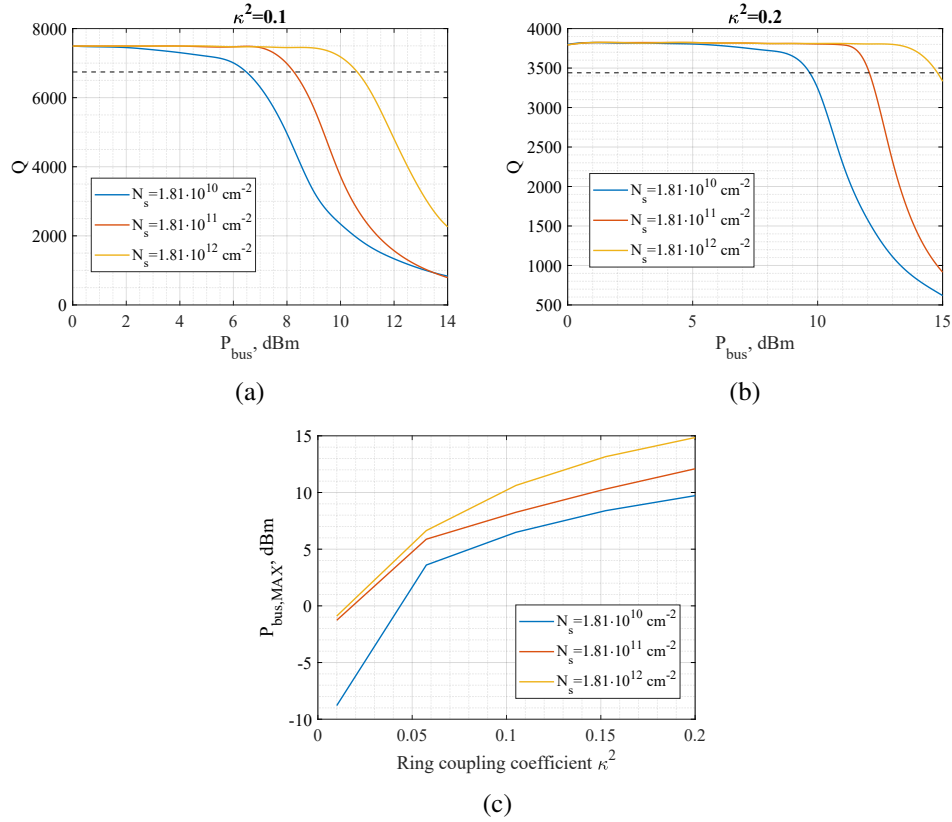 κ²=0.1
8000
6000
4000
2000
0
Q
N_s=1.81·10^10 cm^-2
N_s=1.81·10^11 cm^-2
N_s=1.81·10^12 cm^-2
0 2 4 6 8 10 12 14
P_bus, dBm
(a)
κ²=0.2
4000
3500
3000
2500
2000
1500
1000
500
Q
N_s=1.81·10^10 cm^-2
N_s=1.81·10^11 cm^-2
N_s=1.81·10^12 cm^-2
0 5 10 15
P_bus, dBm
(b)
15
10
5
0
-5
-10
P_bus,MAX, dBm
N_s=1.81·10^10 cm^-2
N_s=1.81·10^11 cm^-2
N_s=1.81·10^12 cm^-2
0 0.05 0.1 0.15 0.2
Ring coupling coefficient κ²
(c)